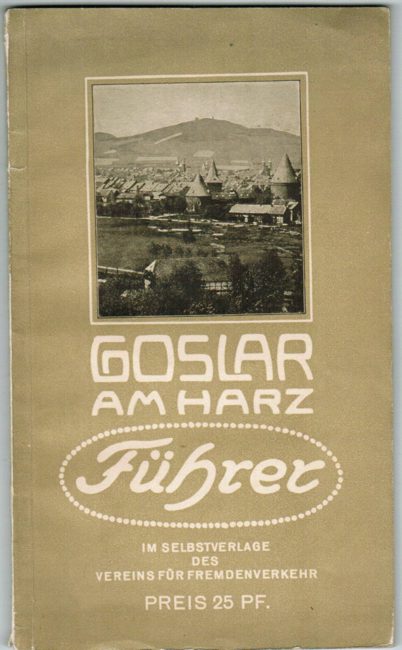 GOSLAR
AM HARZ
Führer
IM SELBSTVERLAGE
DES
VEREINS FÜR FREMDENVERKEHR
PREIS 25 PF.